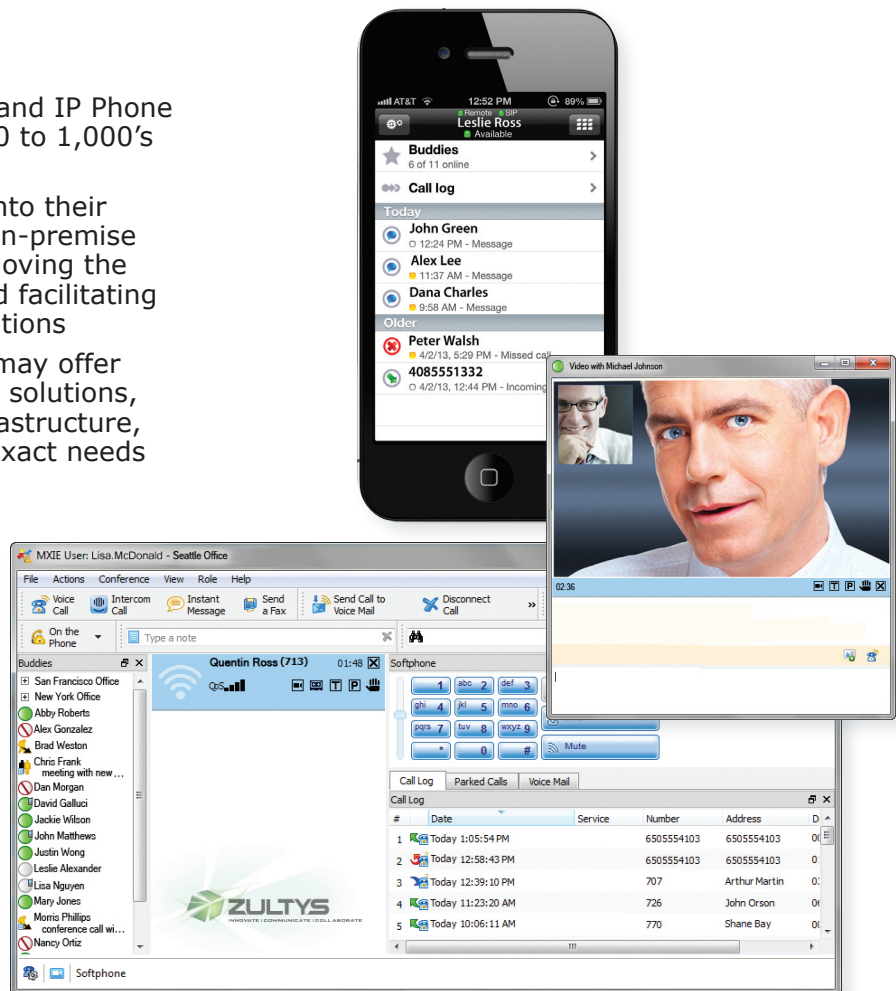 and IP Phone
0 to 1,000's
nto their
n-premise
oving the
d facilitating
tions
may offer
solutions,
astructure,
xact needs
AT&T 12:52 PM 89%
Remote SIP
Leslie Ross
Available
Buddies
6 of 11 online
Call log
Today
John Green
12:24 PM - Message
Alex Lee
11:37 AM - Message
Dana Charles
9:58 AM - Message
Older
Peter Walsh
4/2/13, 5:29 PM - Missed call
4085551332
4/2/13, 12:44 PM - Incoming
Video with Michael Johnson
02:36 T P
MXIE User: Lisa.McDonald - Seattle Office
File Actions Conference View Role Help
Voice Call Intercom Call Instant Message Send a Fax Send Call to Voice Mail Disconnect Call »
On the Phone Type a note
Buddies
San Francisco Office
New York Office
Abby Roberts
Alex Gonzalez
Brad Weston
Chris Frank
meeting with new ...
Dan Morgan
David Galluci
Jackie Wilson
John Matthews
Justin Wong
Leslie Alexander
Lisa Nguyen
Mary Jones
Morris Phillips
conference call wi...
Nancy Ortiz
Quentin Ross (713) 01:48
QoS T P
ZULTYS
INNOVATE | COMMUNICATE | COLLABORATE
Softphone
1 abc 2 def 3
ghi 4 jkl 5 mno 6
pqrs 7 tuv 8 wxyz 9
* 0 # Mute
Call Log Parked Calls Voice Mail
Call Log
# Date Service Number Address D
1 Today 1:05:54 PM 6505554103 6505554103
2 Today 12:58:43 PM 6505554103 6505554103
3 Today 12:39:10 PM 707 Arthur Martin
4 Today 11:23:20 AM 726 John Orson
5 Today 10:06:11 AM 770 Shane Bay
Softphone